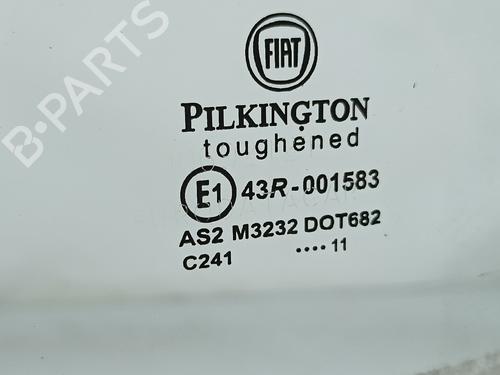 B-PARTS
FIAT
PILKINGTON
toughened
E1 43R-001583
AS2 M3232 DOT682
C241 •••• 11